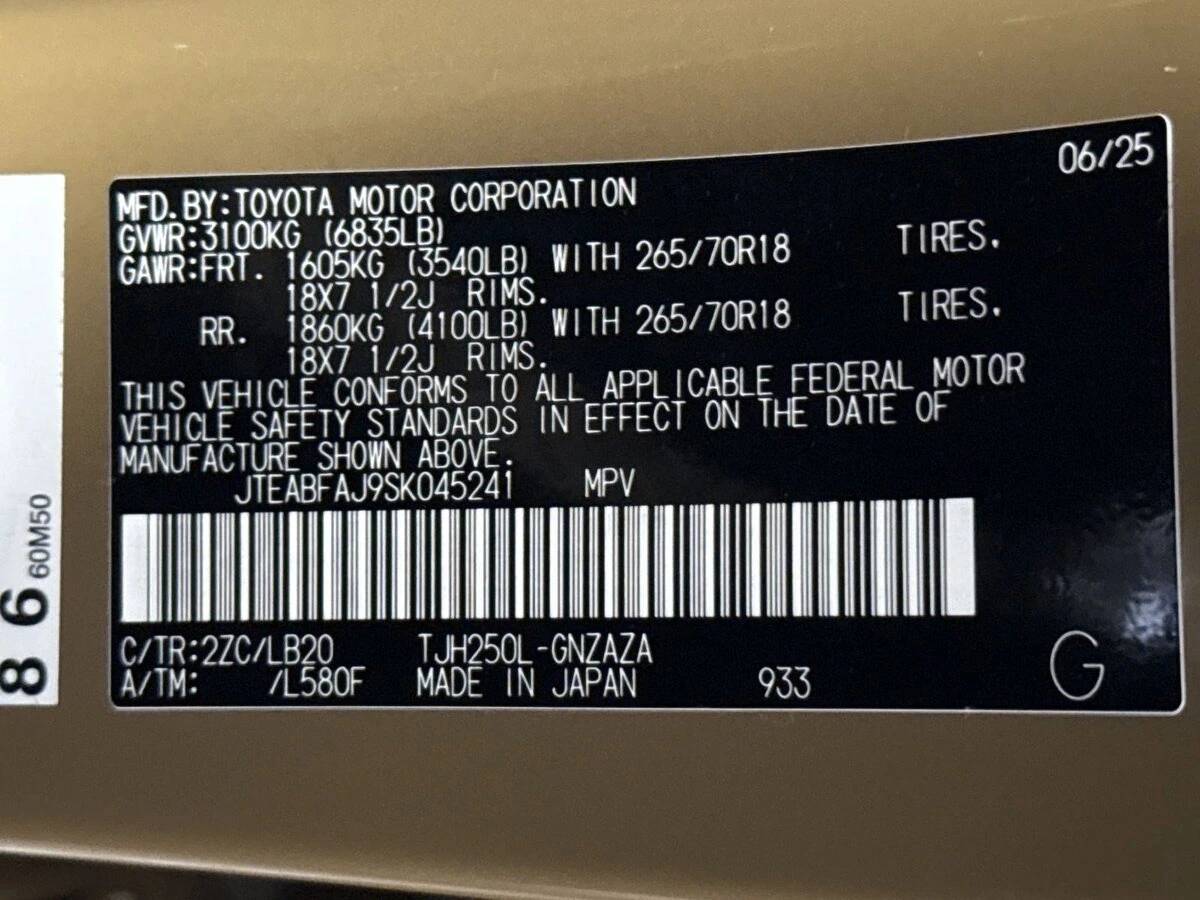 06/25
MFD.BY:TOYOTA MOTOR CORPORATION
GVWR:3100KG (6835LB)
GAWR:FRT. 1605KG (3540LB) WITH 265/70R18 TIRES.
18X7 1/2J RIMS.
RR. 1860KG (4100LB) WITH 265/70R18 TIRES.
18X7 1/2J RIMS.
THIS VEHICLE CONFORMS TO ALL APPLICABLE FEDERAL MOTOR
VEHICLE SAFETY STANDARDS IN EFFECT ON THE DATE OF
MANUFACTURE SHOWN ABOVE.
JTEABFAJ9SK045241 MPV
C/TR:2ZC/LB20 TJH250L-GNZAZA
A/TM: /L580F MADE IN JAPAN 933 G
8 6 60M50